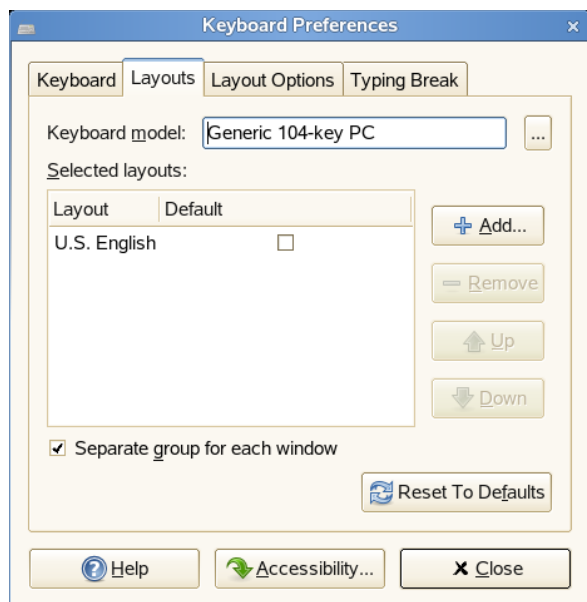 Keyboard Preferences
Keyboard Layouts Layout Options Typing Break
Keyboard model: Generic 104-key PC ...
Selected layouts:
Layout Default
U.S. English
Add...
Remove
Up
Down
Separate group for each window
Reset To Defaults
Help Accessibility... Close